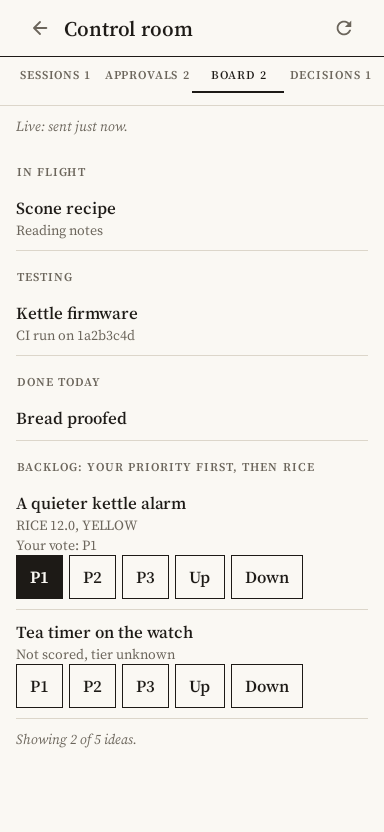 Control room
SESSIONS 1 APPROVALS 2 BOARD 2 DECISIONS 1
Live: sent just now.
IN FLIGHT
Scone recipe
Reading notes
TESTING
Kettle firmware
CI run on 1a2b3c4d
DONE TODAY
Bread proofed
BACKLOG: YOUR PRIORITY FIRST, THEN RICE
A quieter kettle alarm
RICE 12.0, YELLOW
Your vote: P1
P1 P2 P3 Up Down
Tea timer on the watch
Not scored, tier unknown
P1 P2 P3 Up Down
Showing 2 of 5 ideas.